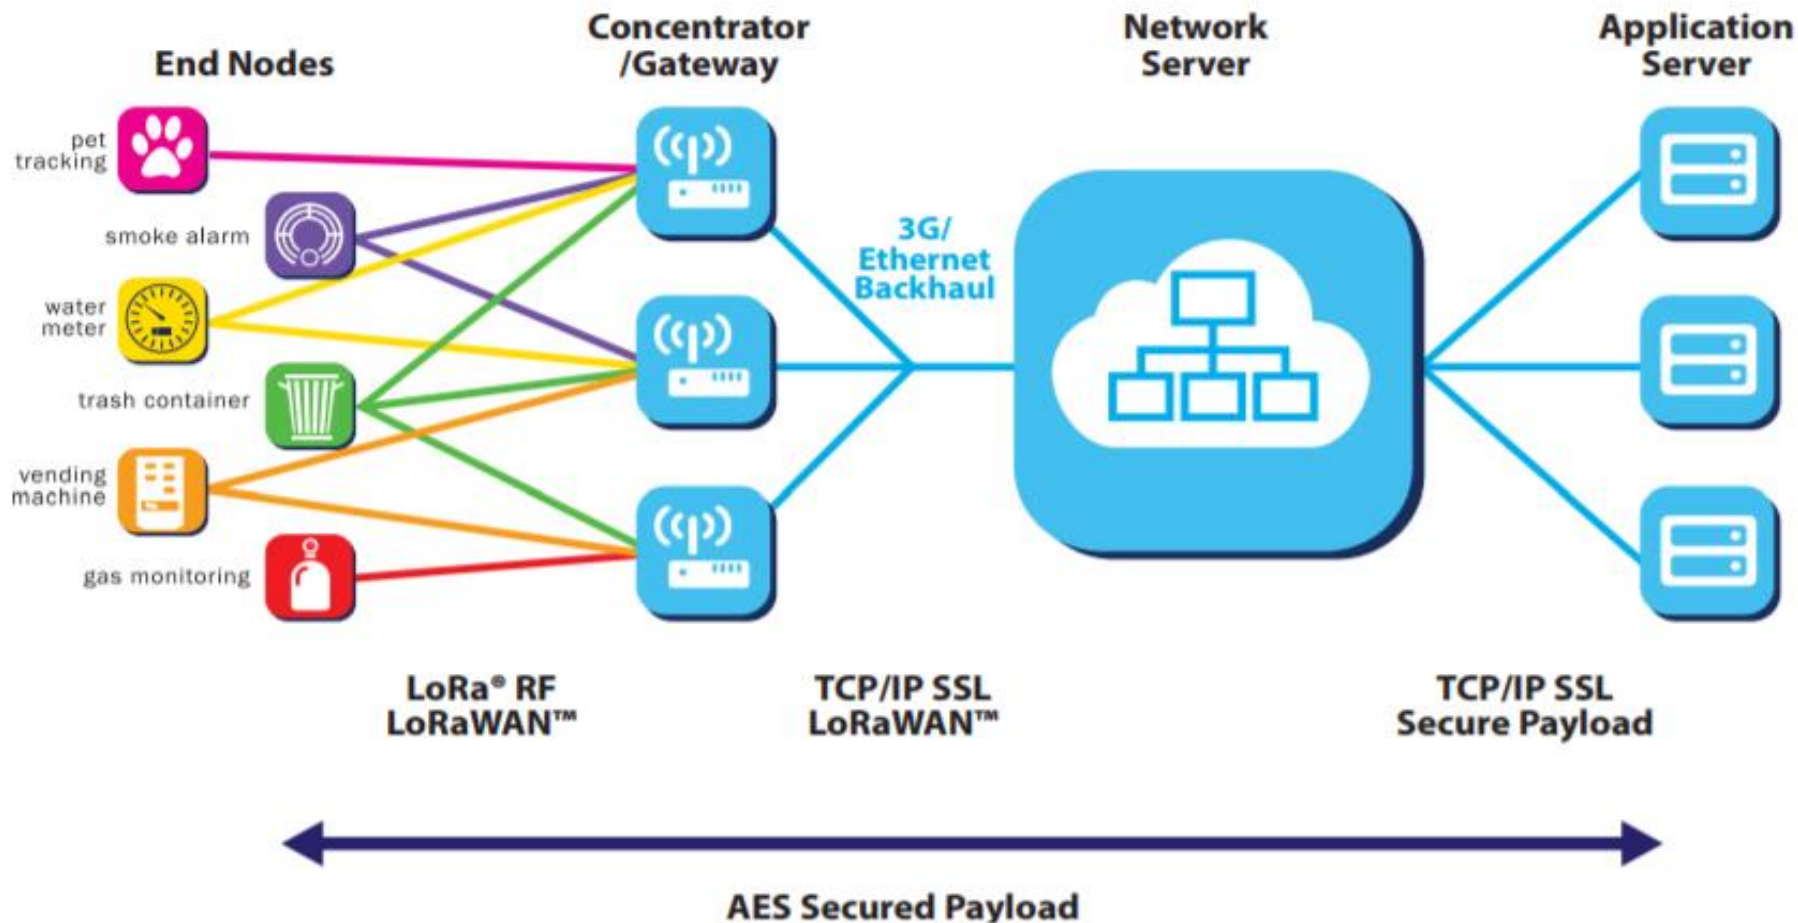 End Nodes
Concentrator
/Gateway
Network
Server
Application
Server
pet
tracking
smoke alarm
water
meter
trash container
vending
machine
gas monitoring
3G/
Ethernet
Backhaul
LoRa® RF
LoRaWAN™
TCP/IP SSL
LoRaWAN™
TCP/IP SSL
Secure Payload
AES Secured Payload